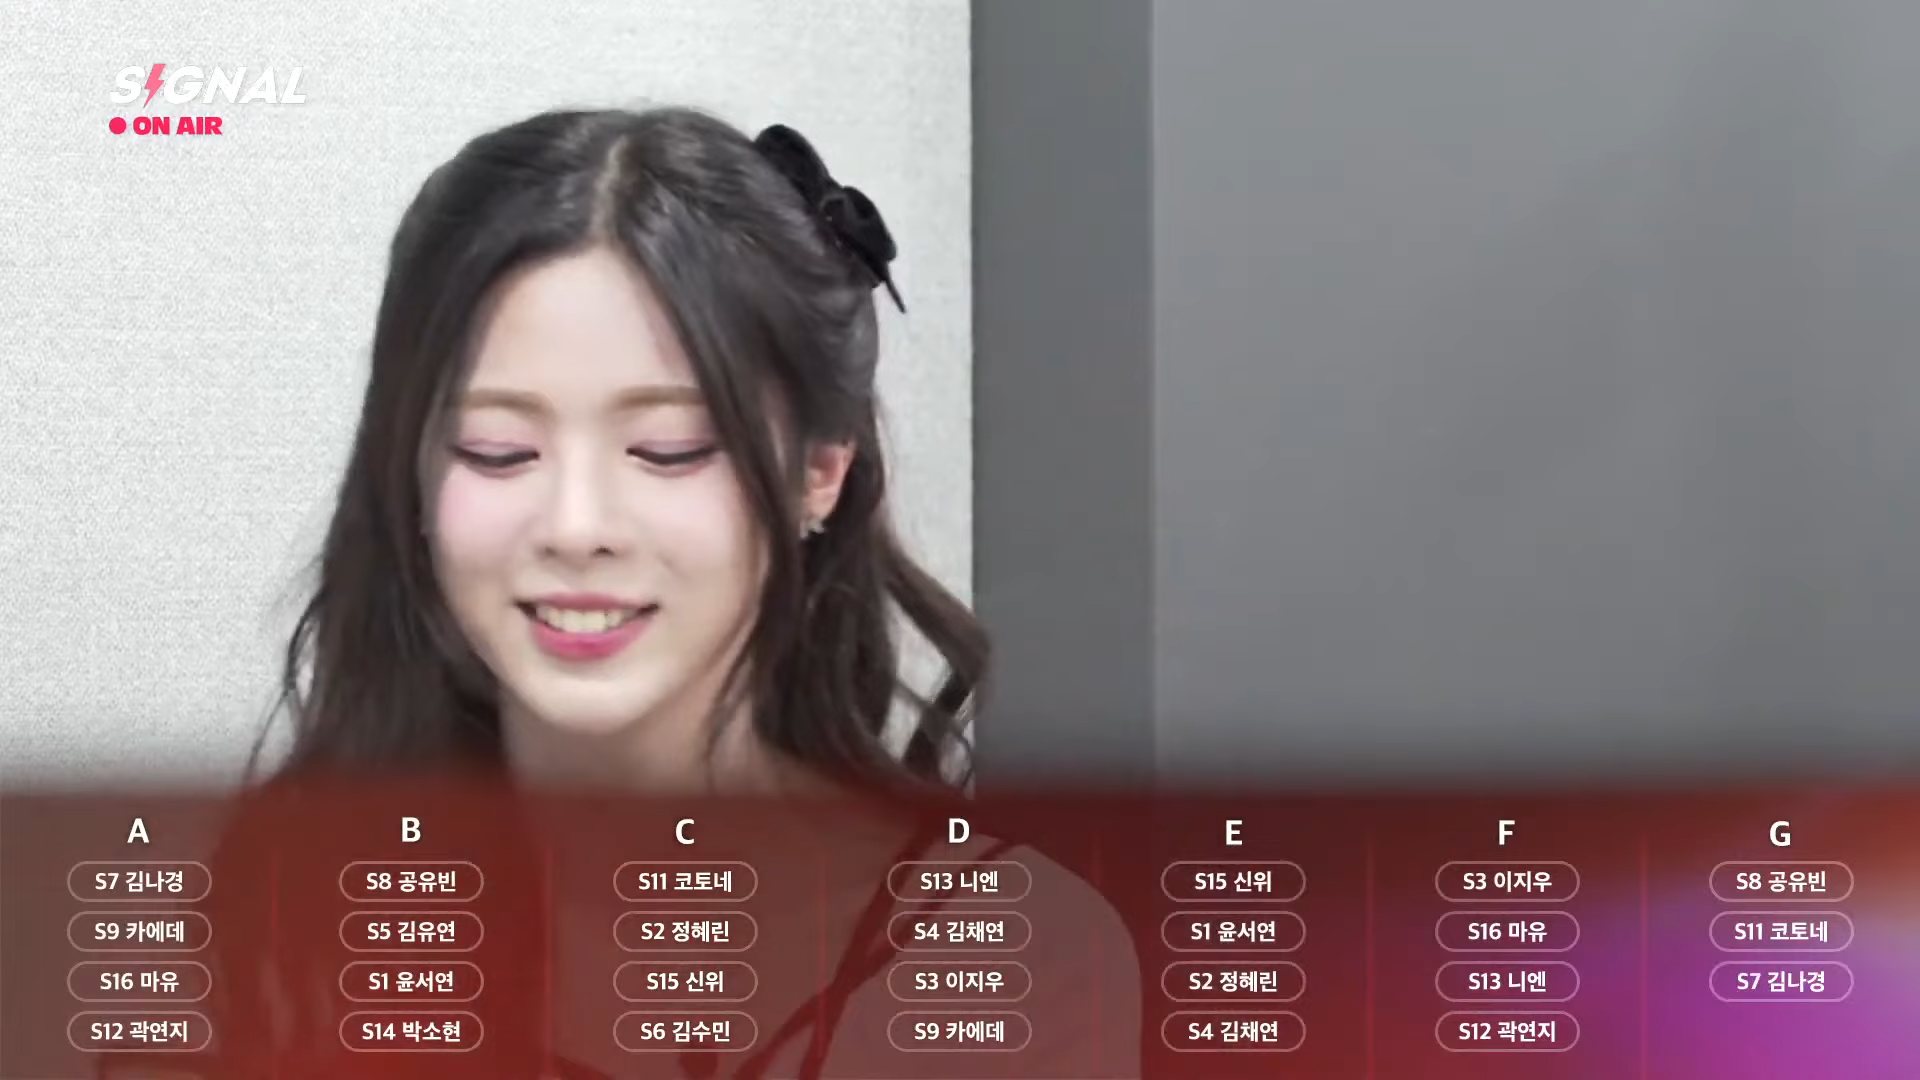 SIGNAL
ON AIR
A
S7 김나경
S9 카에데
S16 마유
S12 곽연지
B
S8 공유빈
S5 김유연
S1 윤서연
S14 박소현
C
S11 코토네
S2 정혜린
S15 신위
S6 김수민
D
S13 니엔
S4 김채연
S3 이지우
S9 카에데
E
S15 신위
S1 윤서연
S2 정혜린
S4 김채연
F
S3 이지우
S16 마유
S13 니엔
S12 곽연지
G
S8 공유빈
S11 코토네
S7 김나경